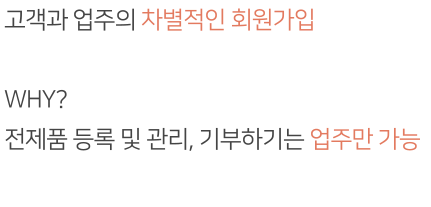 고객과 업주의 차별적인 회원가입
WHY?
전제품 등록 및 관리, 기부하기는 업주만 가능